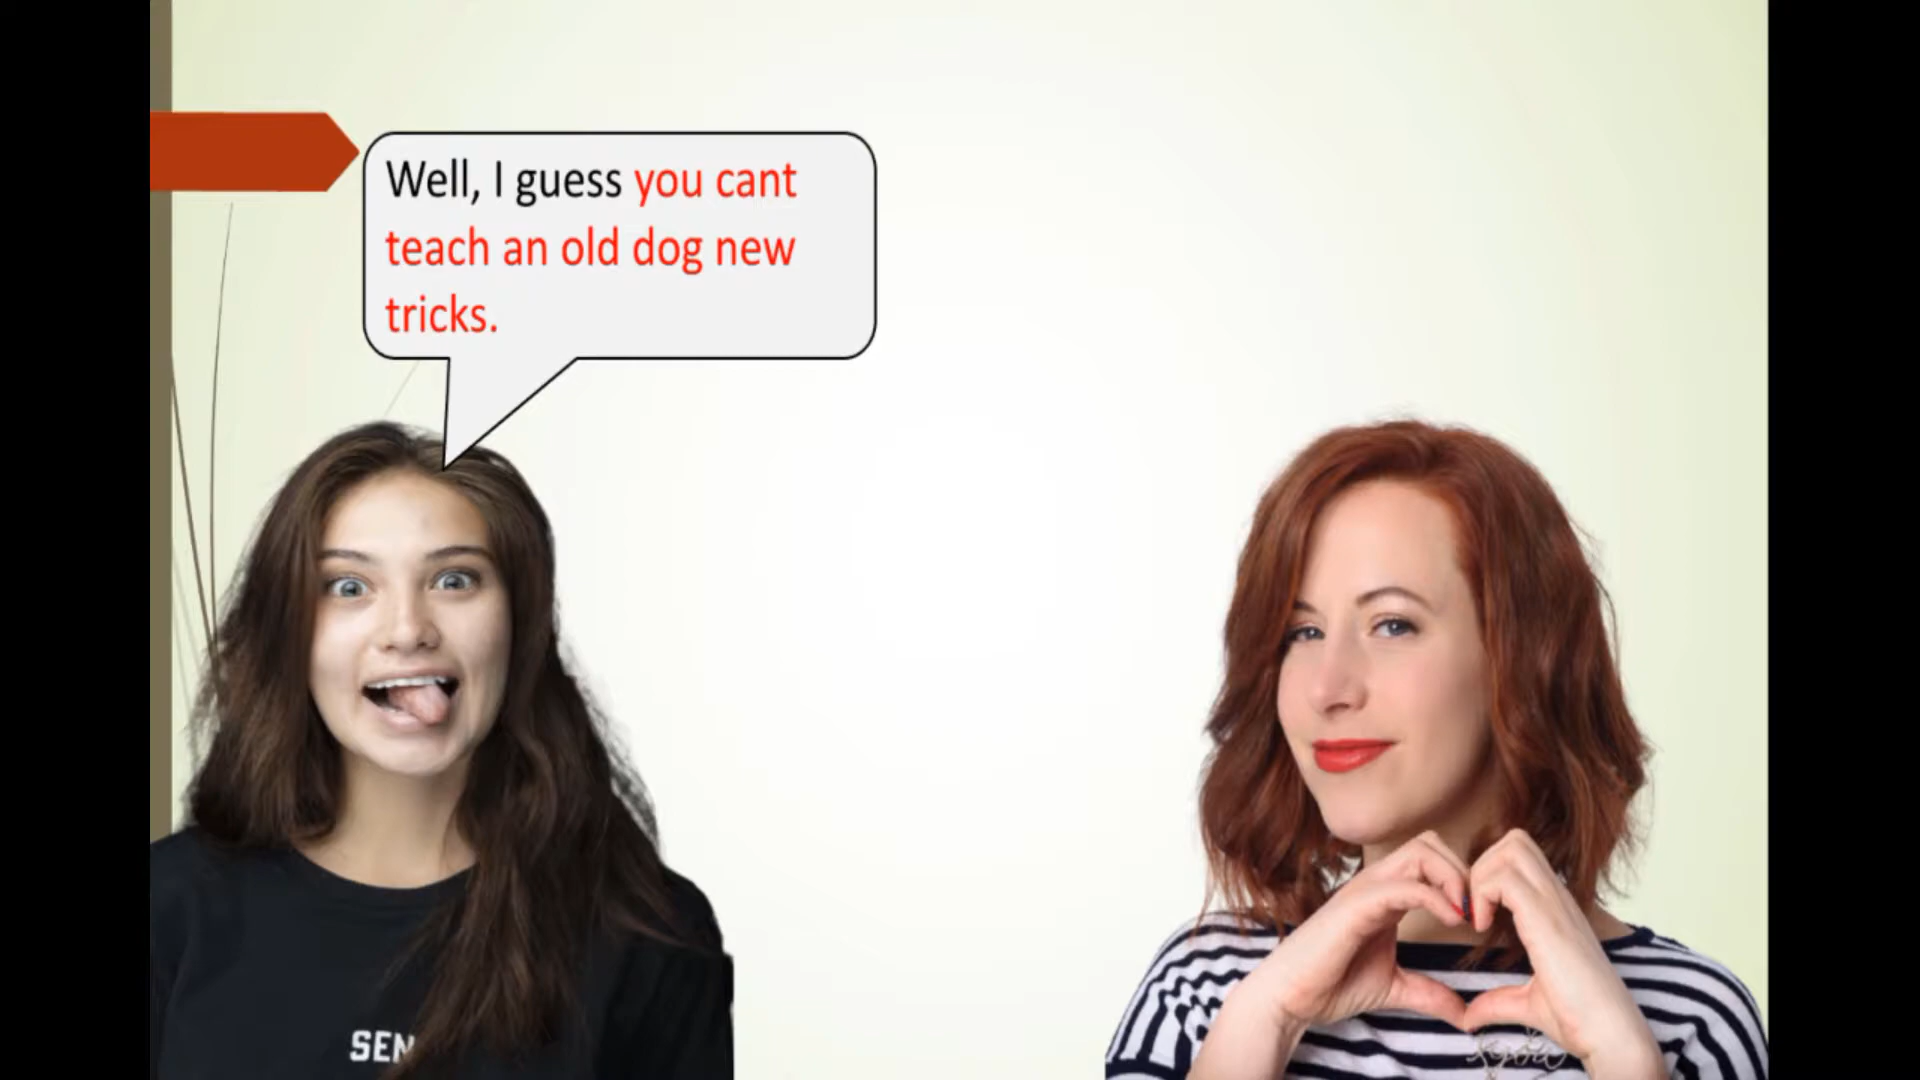 Well, I guess you cant
teach an old dog new
tricks.
SEN